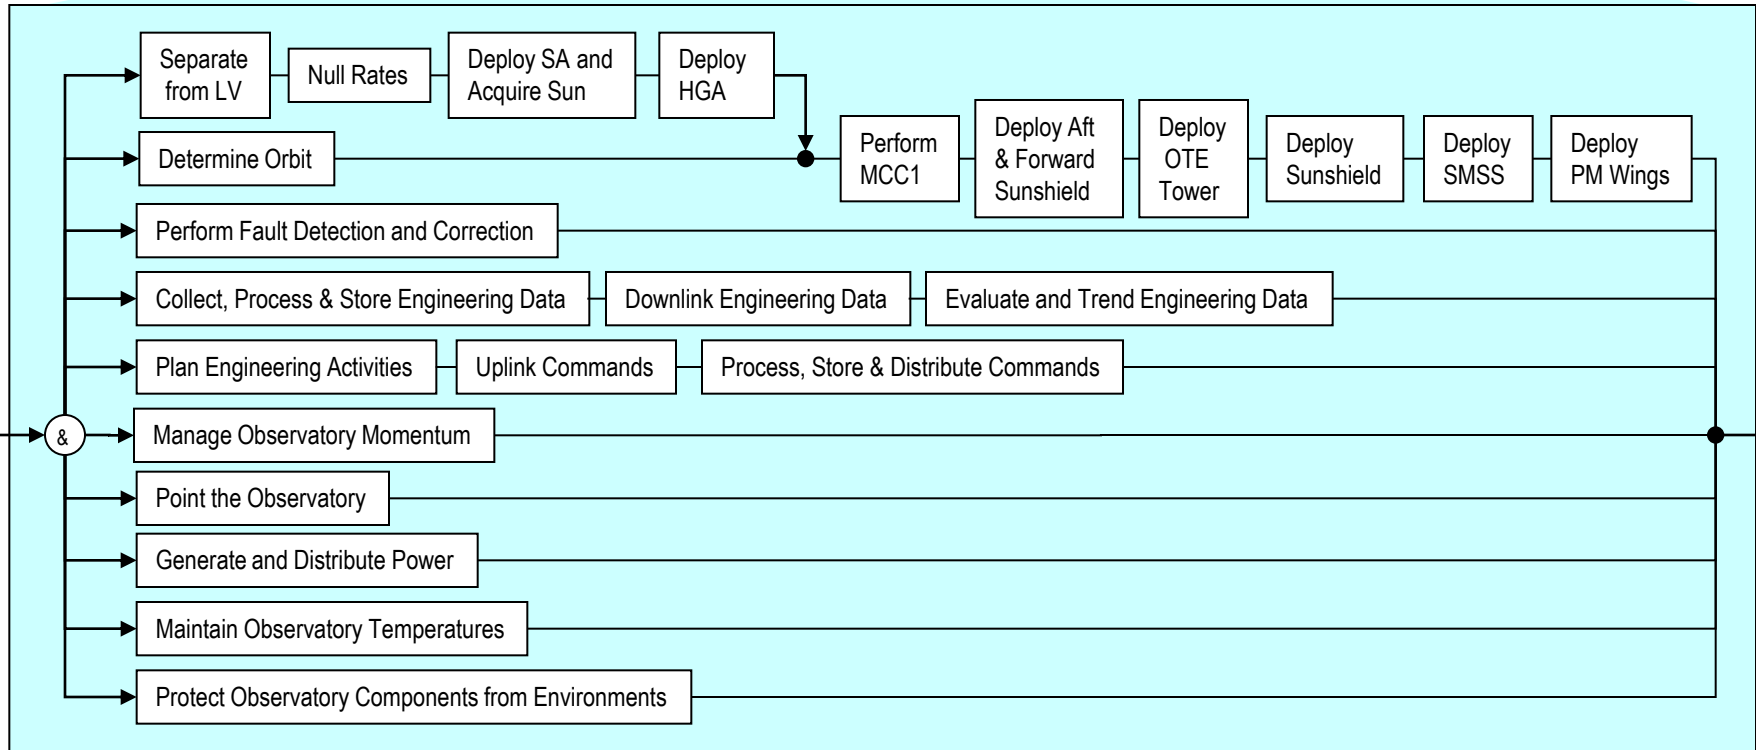 Separate
from LV
Null Rates
Deploy SA and
Acquire Sun
Deploy
HGA
Determine Orbit
Perform
MCC1
Deploy Aft
& Forward
Sunshield
Deploy
OTE
Tower
Deploy
Sunshield
Deploy
SMSS
Deploy
PM Wings
Perform Fault Detection and Correction
Collect, Process & Store Engineering Data
Downlink Engineering Data
Evaluate and Trend Engineering Data
Plan Engineering Activities
Uplink Commands
Process, Store & Distribute Commands
&
Manage Observatory Momentum
Point the Observatory
Generate and Distribute Power
Maintain Observatory Temperatures
Protect Observatory Components from Environments